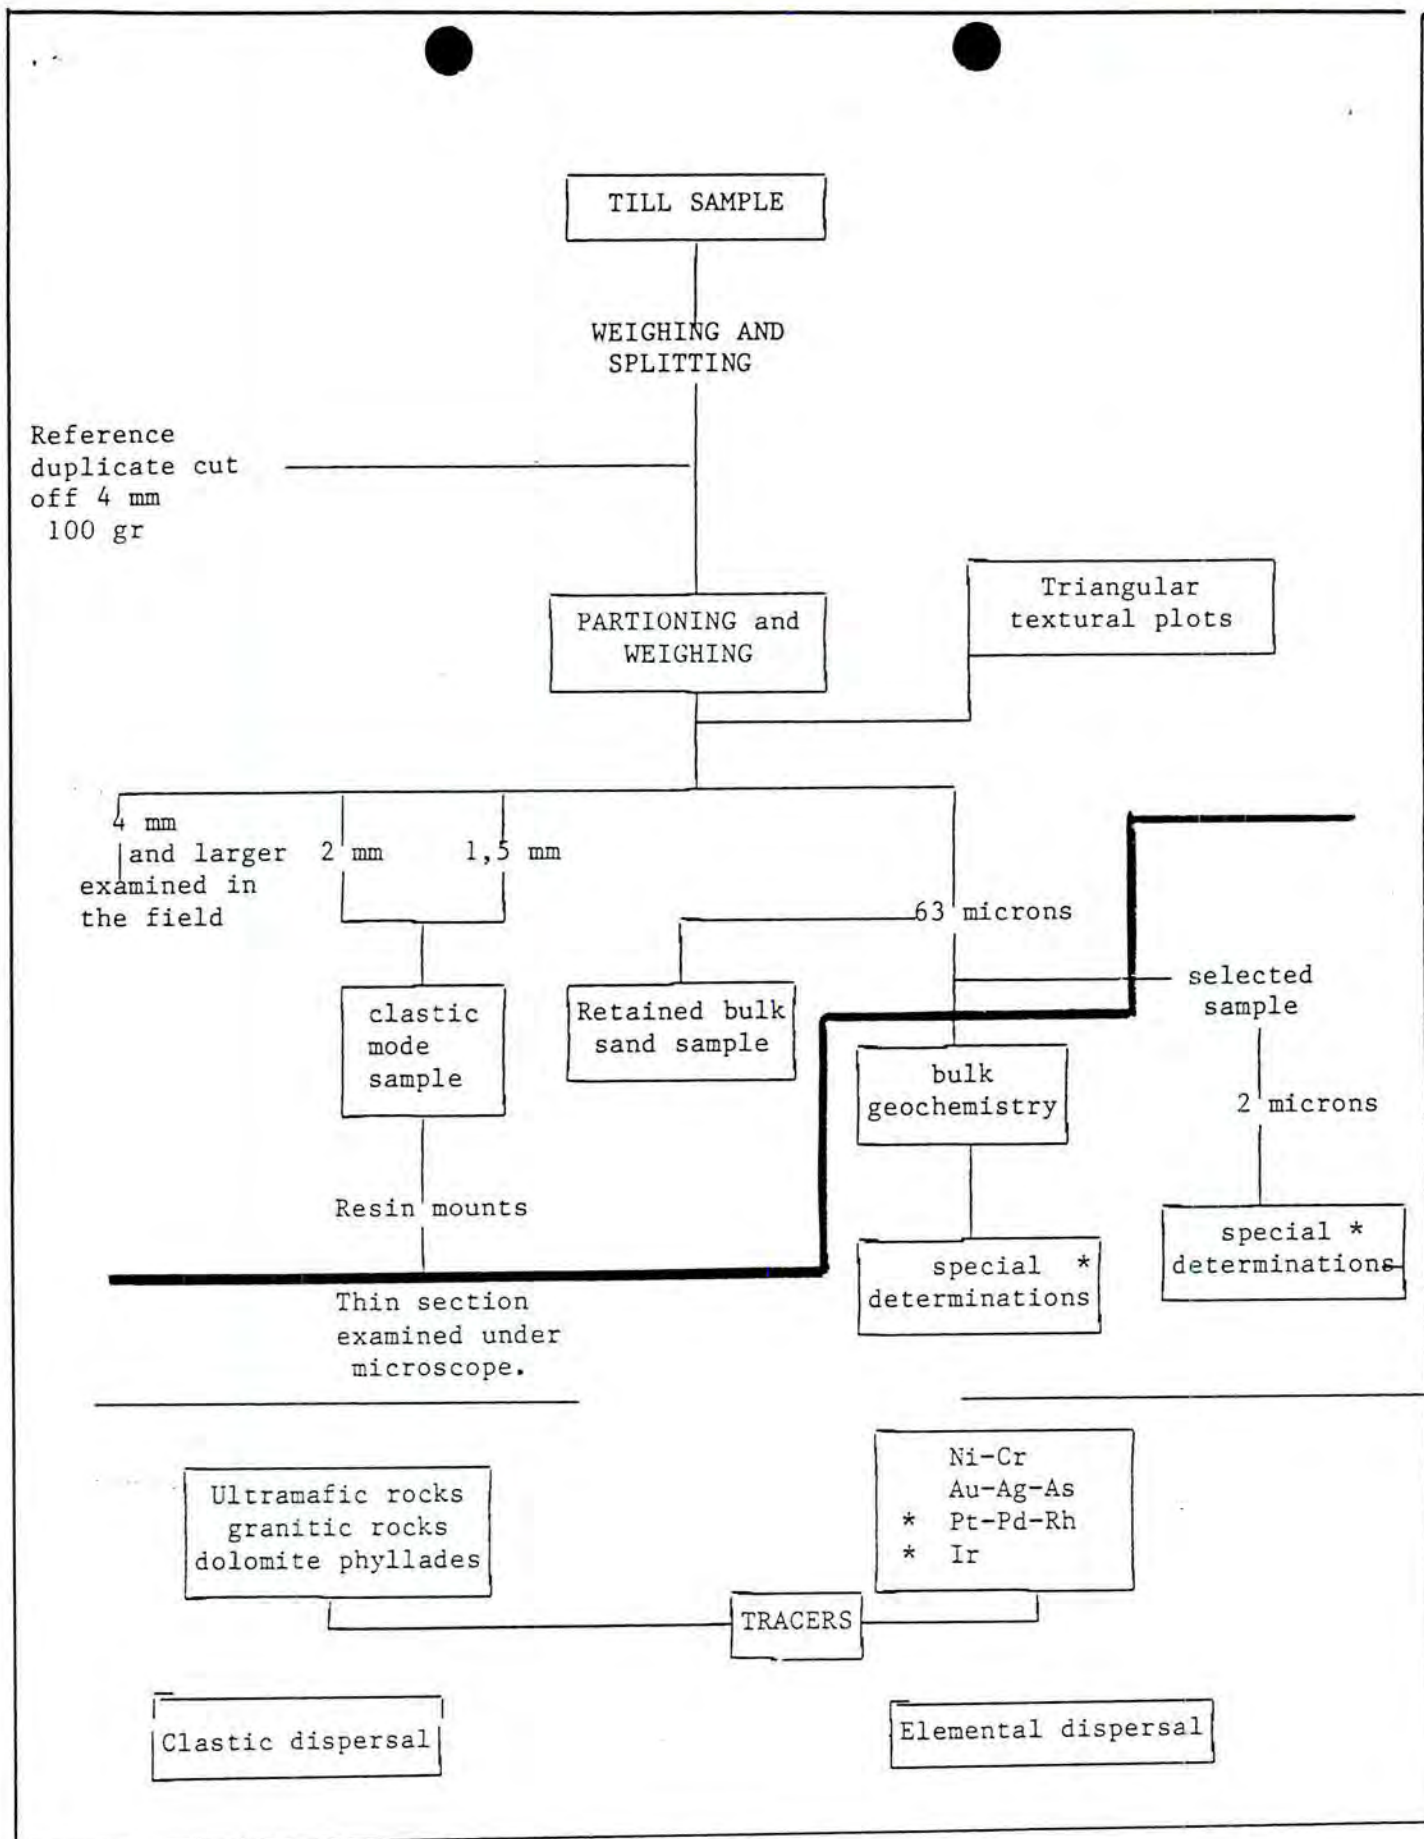 TILL SAMPLE
WEIGHING AND
SPLITTING
Reference
duplicate cut
off 4 mm
100 gr
Triangular
textural plots
PARTIONING and
WEIGHING
4 mm
and larger
examined in
the field
2 mm
1,5 mm
63 microns
selected
sample
clastic
mode
sample
Retained bulk
sand sample
bulk
geochemistry
2 microns
Resin mounts
special *
determinations
special *
determinations
Thin section
examined under
microscope.
Ni-Cr
Au-Ag-As
* Pt-Pd-Rh
* Ir
Ultramafic rocks
granitic rocks
dolomite phyllades
TRACERS
Clastic dispersal
Elemental dispersal